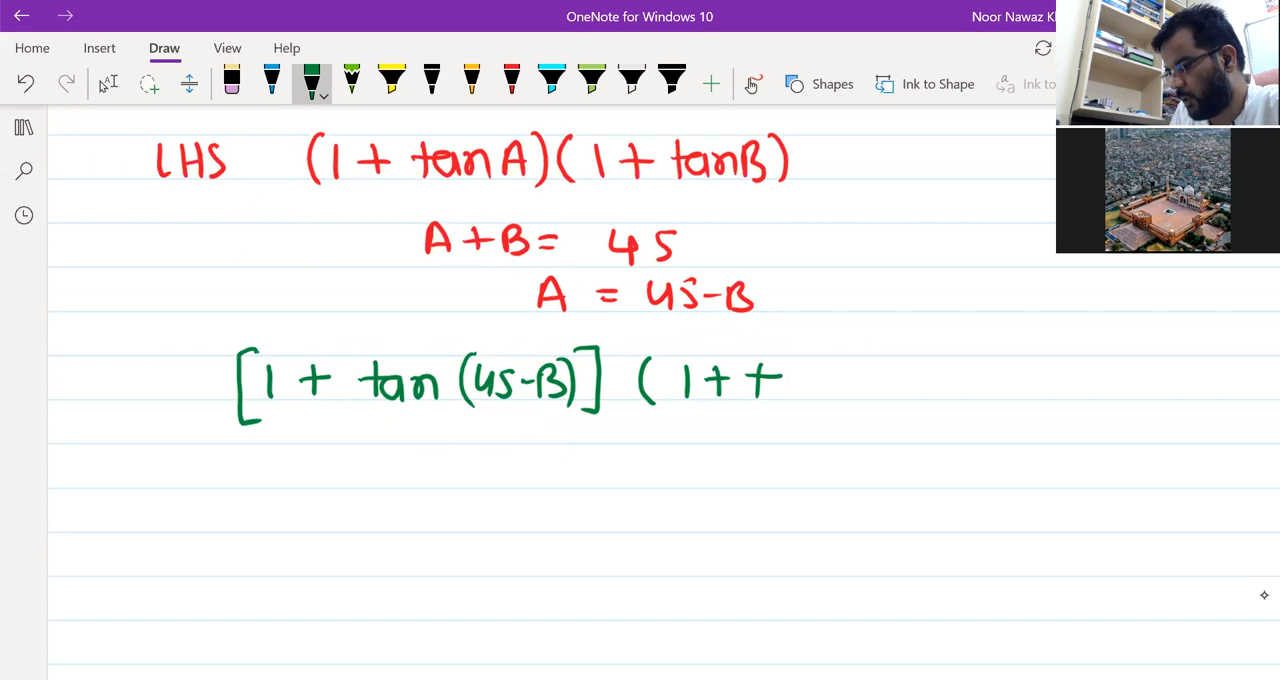 OneNote for Windows 10
Noor Nawaz Kh
Home Insert Draw View Help
Shapes Ink to Shape Ink to
LHS (1 + tanA)(1 + tanB)
A+B= 45
A = 45-B
[1 + tan (45-B)] (1+ t